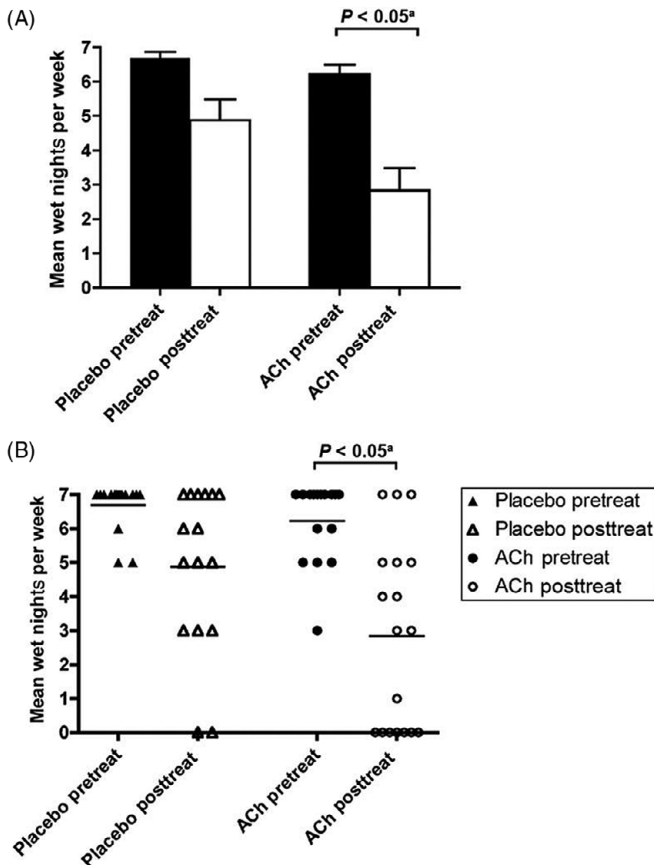 (A)
P < 0.05ª
Mean wet nights per week
7
6
5
4
3
2
1
0
Placebo pretreat
Placebo posttreat
ACh pretreat
ACh posttreat
(B)
P < 0.05ª
Mean wet nights per week
7
6
5
4
3
2
1
0
Placebo pretreat
Placebo posttreat
ACh pretreat
ACh posttreat
Placebo pretreat
Placebo posttreat
ACh pretreat
ACh posttreat